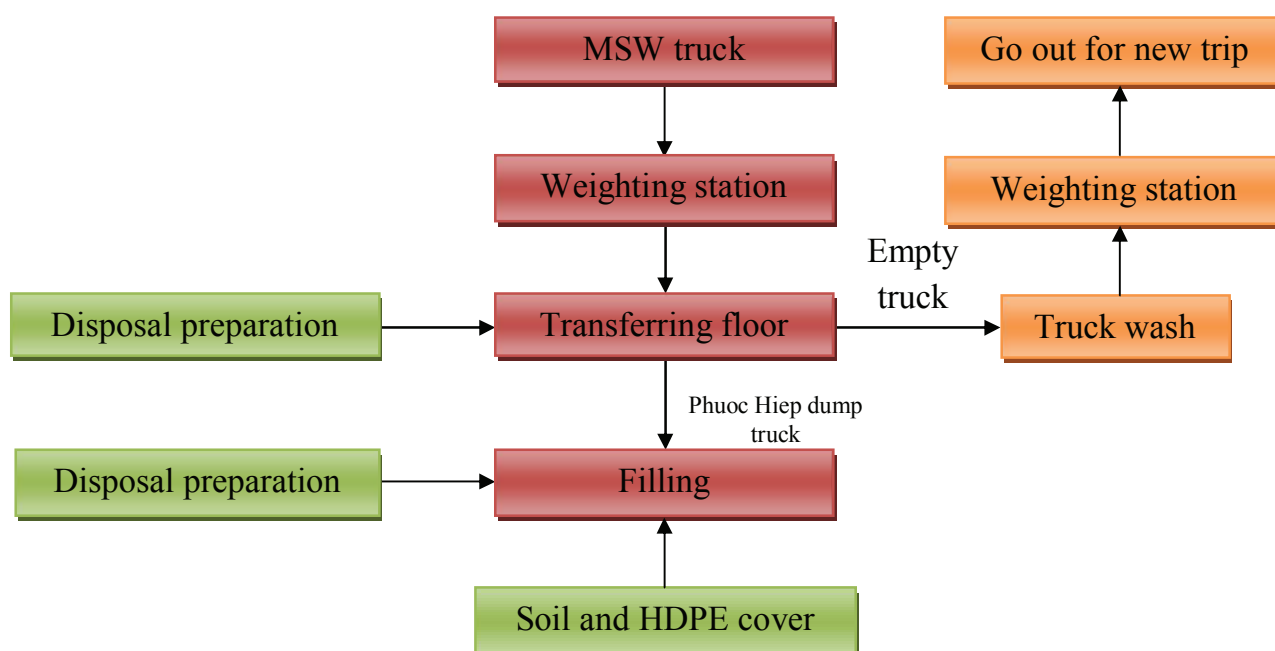 MSW truck
Go out for new trip
Weighting station
Weighting station
Empty
truck
Disposal preparation
Transferring floor
Truck wash
Phuoc Hiep dump
truck
Disposal preparation
Filling
Soil and HDPE cover